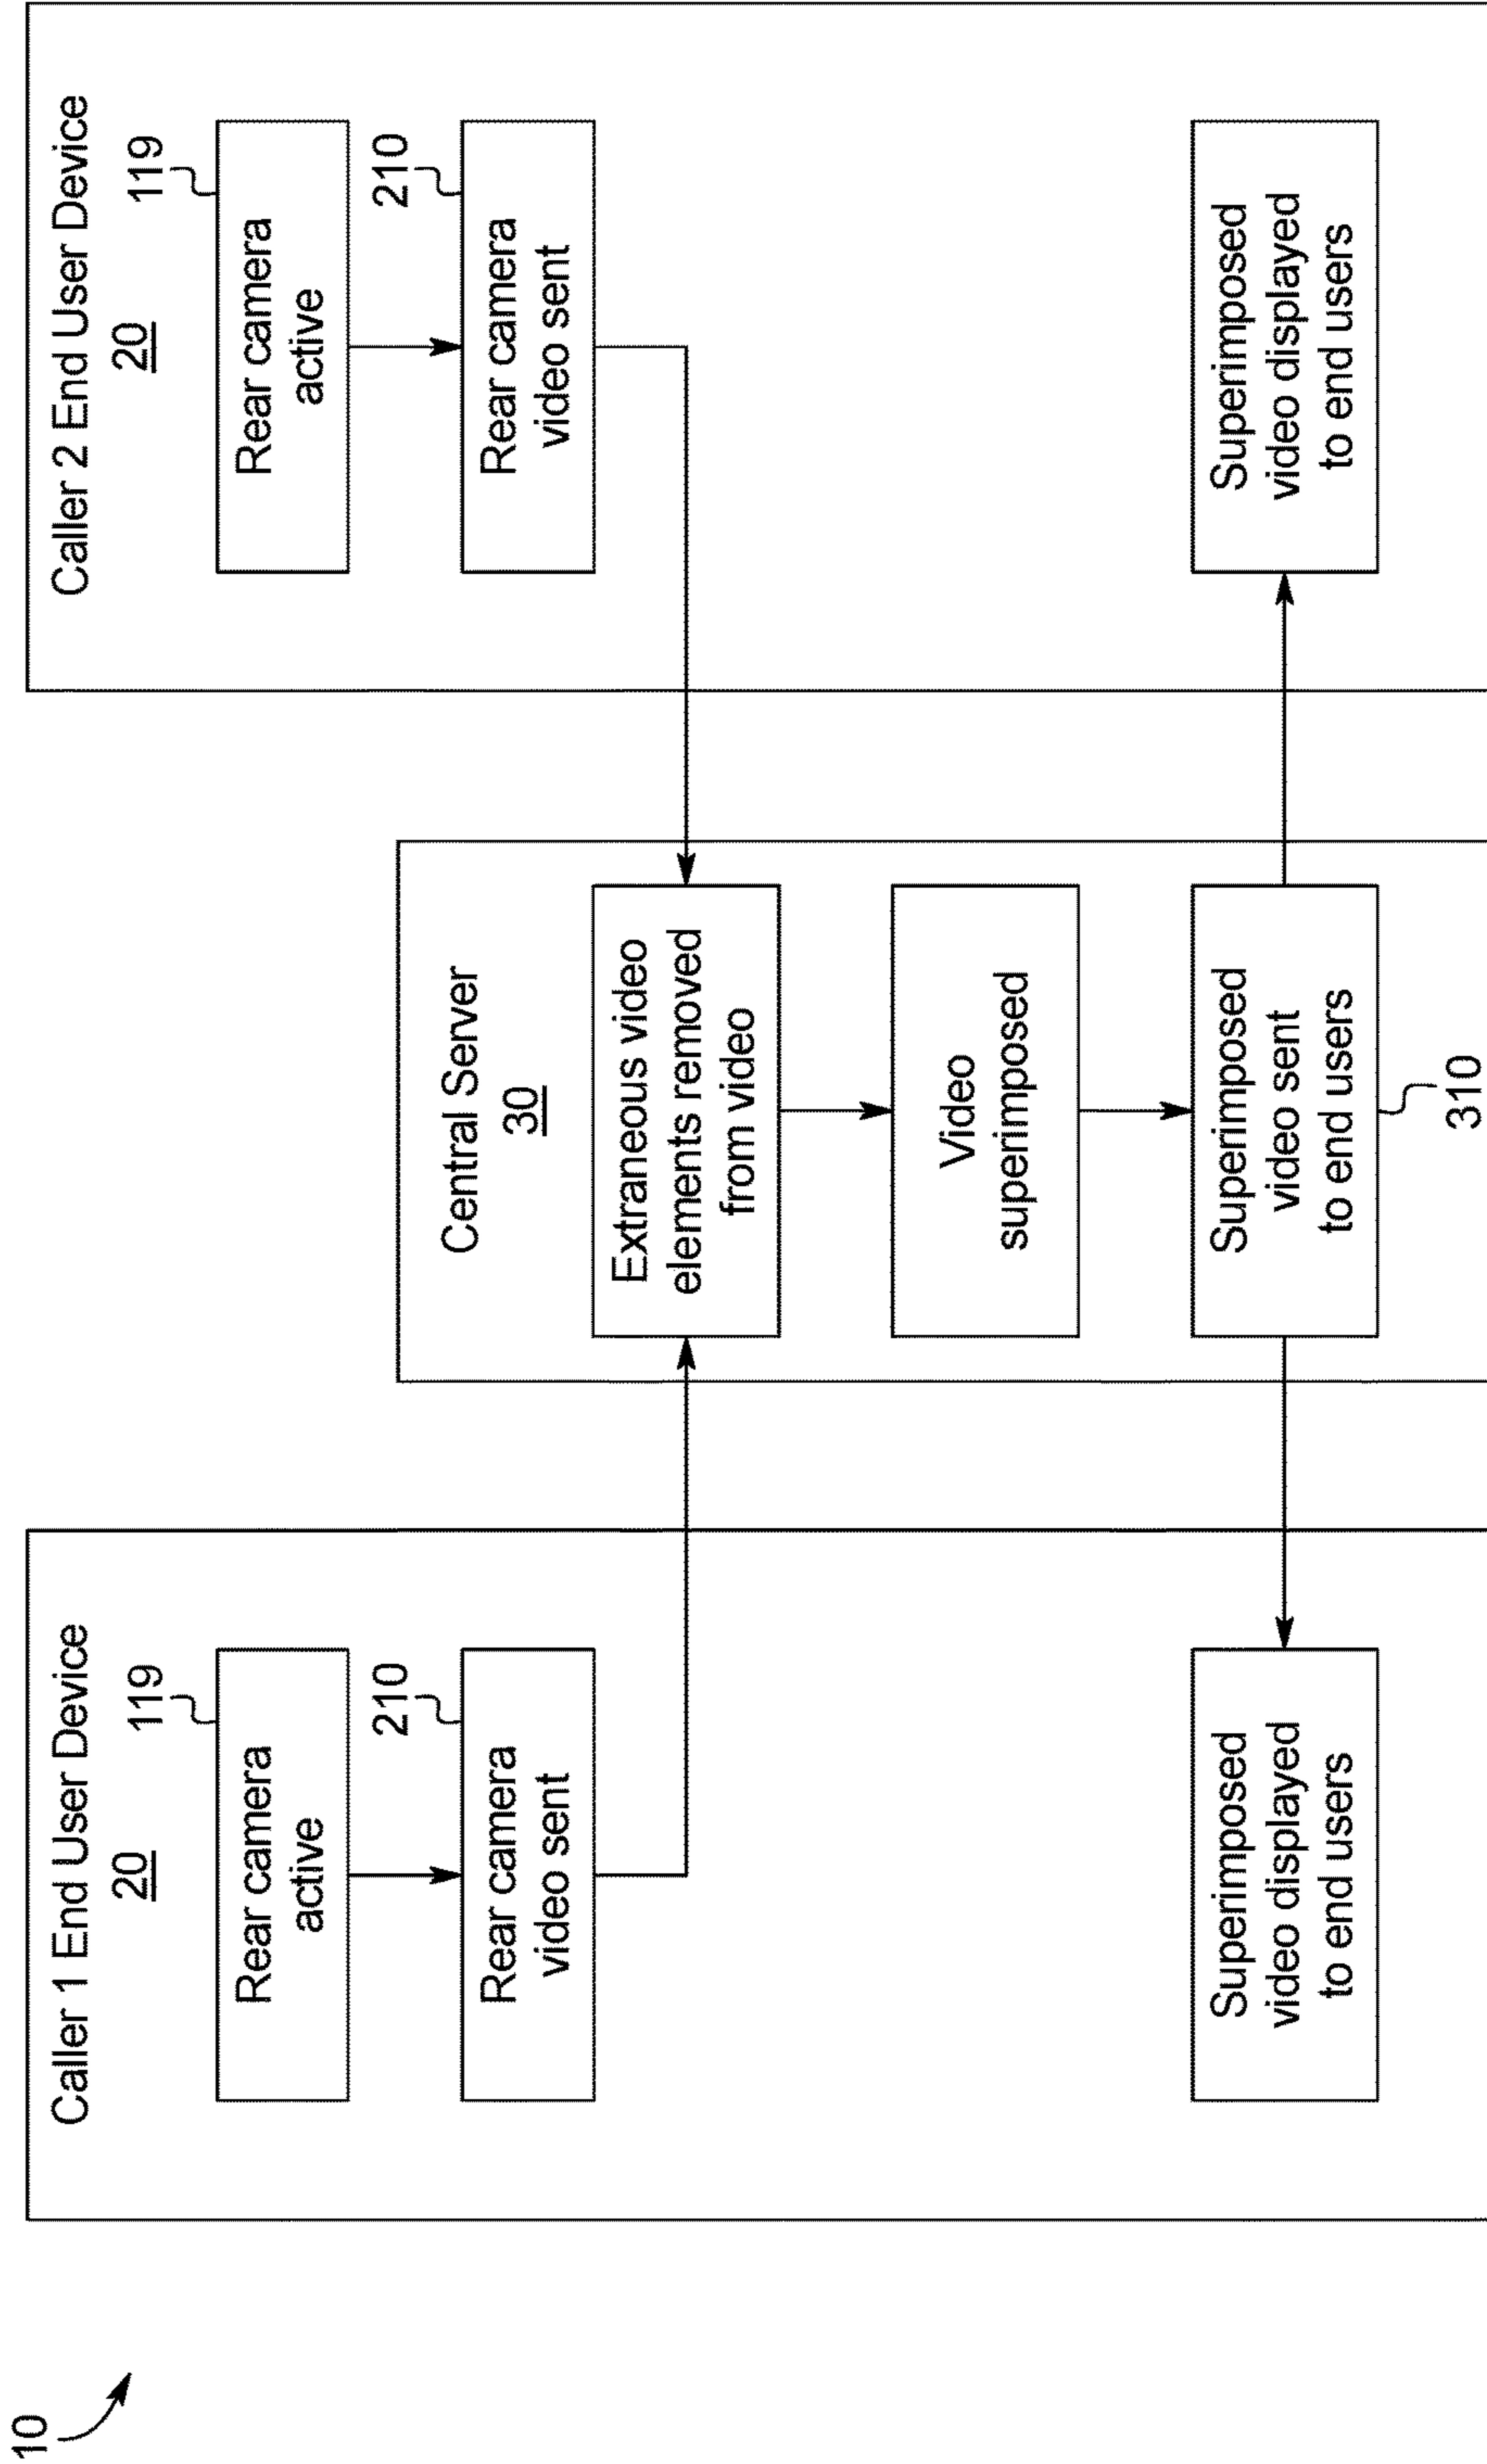 10
Caller 1 End User Device
20
119
Rear camera
active
210
Rear camera
video sent
Superimposed
video displayed
to end users
Central Server
30
Extraneous video
elements removed
from video
Video
superimposed
Superimposed
video sent
to end users
310
Caller 2 End User Device
20
119
Rear camera
active
210
Rear camera
video sent
Superimposed
video displayed
to end users